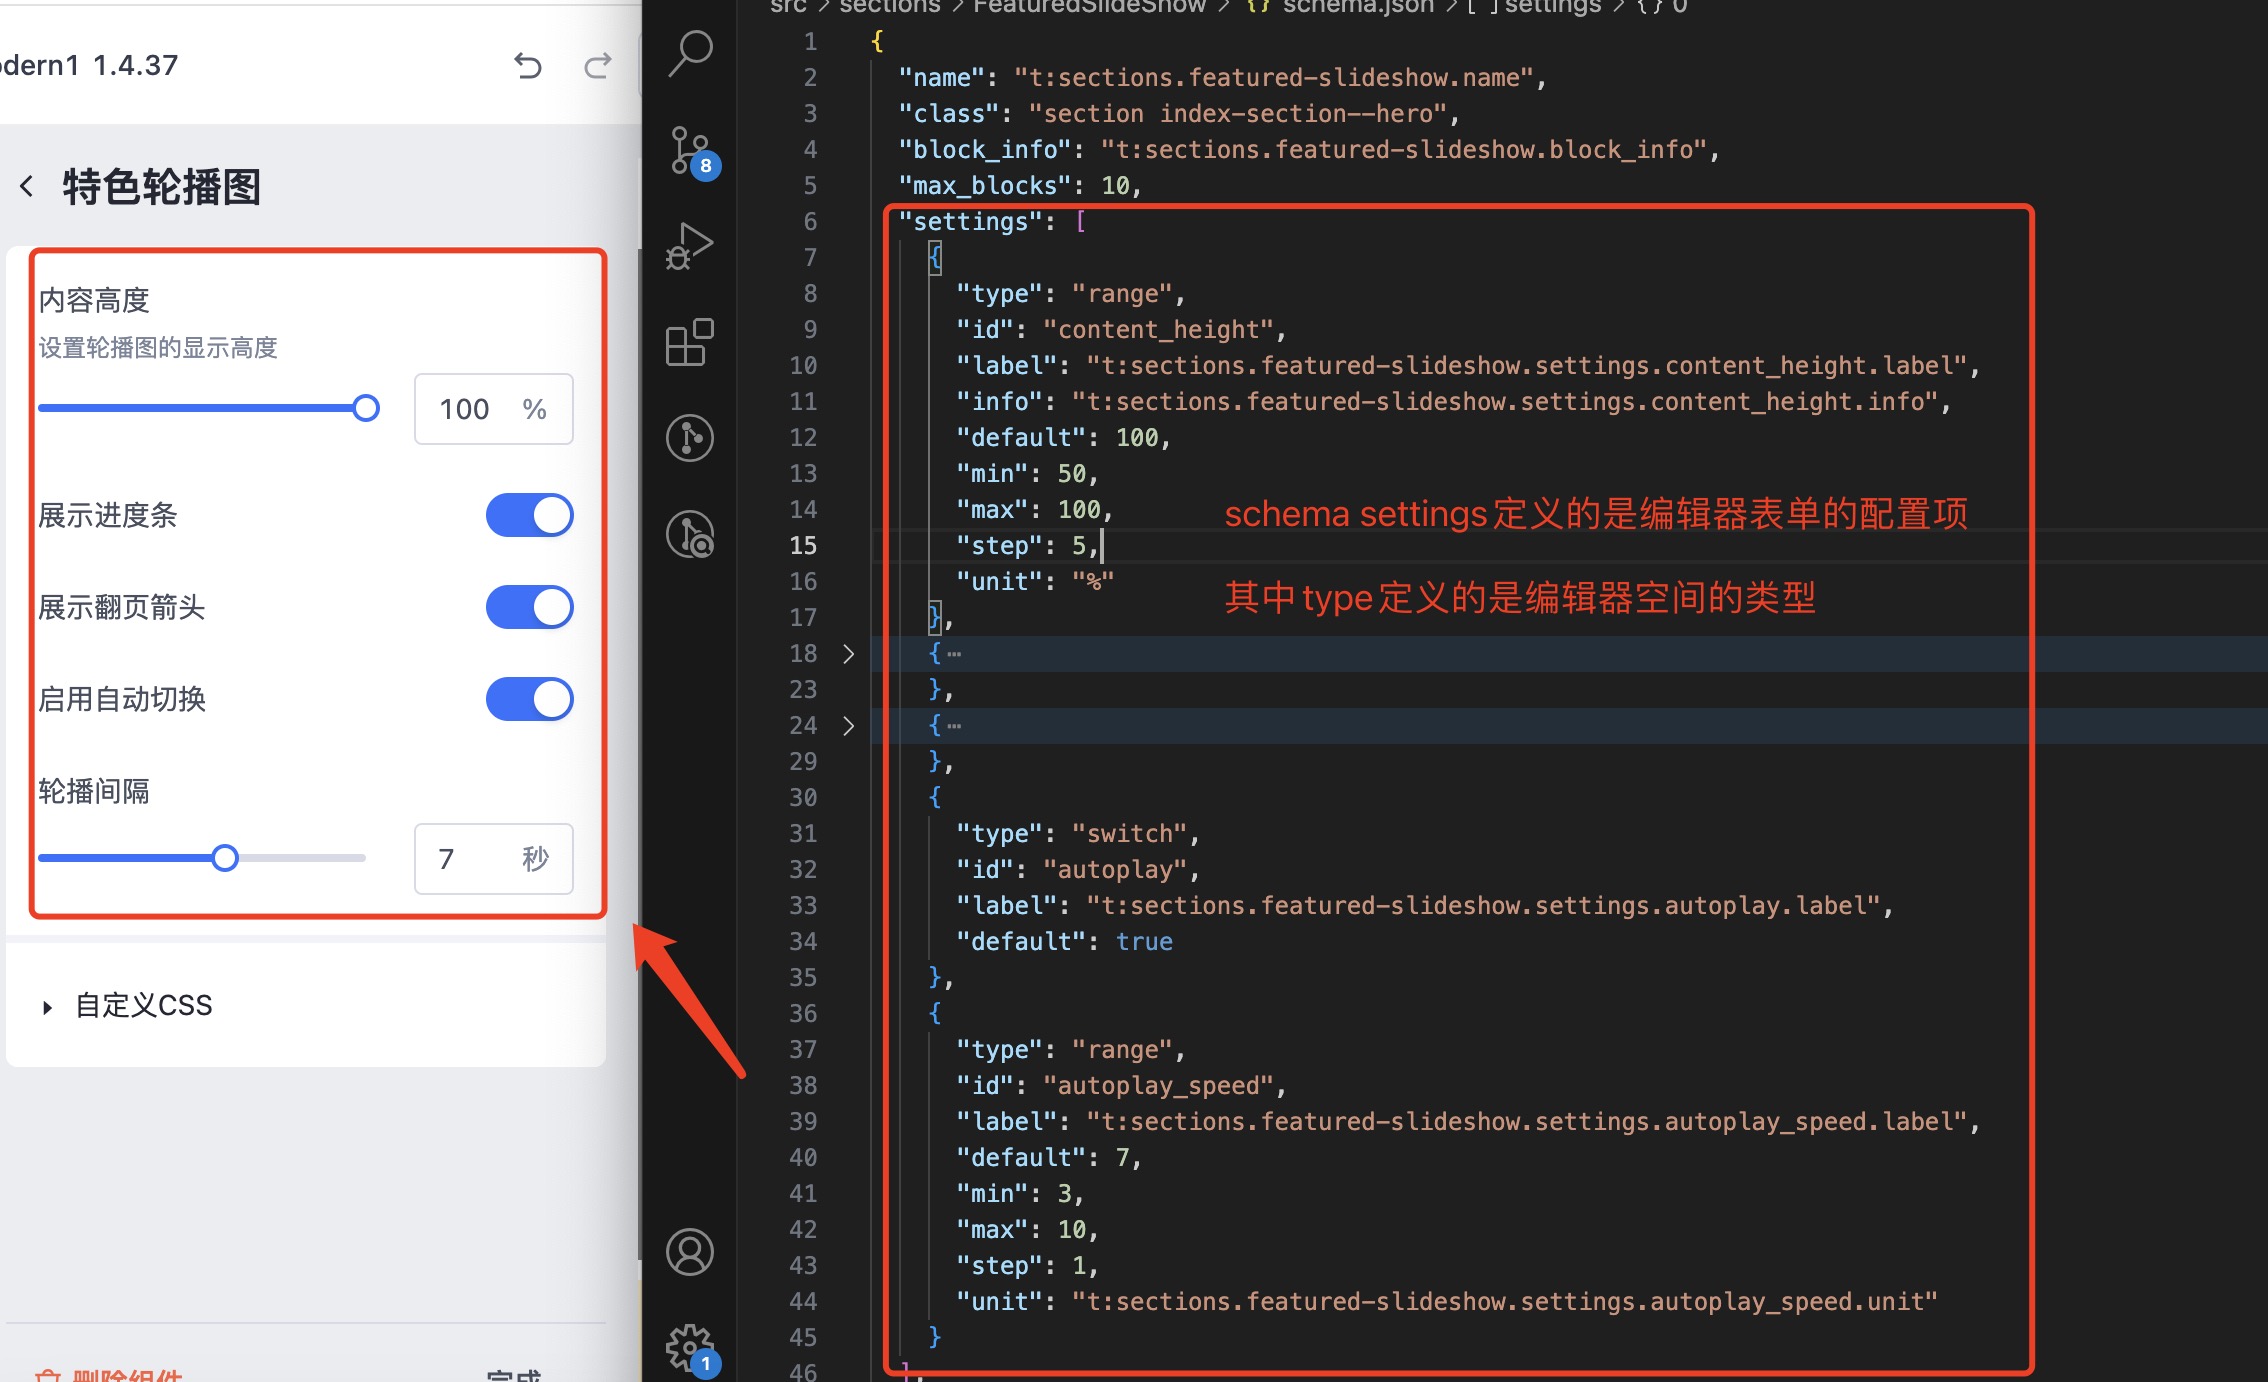 dern1 1.4.37
特色轮播图
内容高度
设置轮播图的显示高度
100 %
展示进度条
展示翻页箭头
启用自动切换
轮播间隔
7 秒
自定义CSS
删除组件
完成
8
1
src > sections > FeaturedSlideShow > {} schema.json > [ ] settings > {} 0
1 {
2 "name": "t:sections.featured-slideshow.name",
3 "class": "section index-section--hero",
4 "block_info": "t:sections.featured-slideshow.block_info",
5 "max_blocks": 10,
6 "settings": [
7 {
8 "type": "range",
9 "id": "content_height",
10 "label": "t:sections.featured-slideshow.settings.content_height.label",
11 "info": "t:sections.featured-slideshow.settings.content_height.info",
12 "default": 100,
13 "min": 50,
14 "max": 100,
15 "step": 5,
16 "unit": "%"
17 },
18 {⋯
23 },
24 {⋯
29 },
30 {
31 "type": "switch",
32 "id": "autoplay",
33 "label": "t:sections.featured-slideshow.settings.autoplay.label",
34 "default": true
35 },
36 {
37 "type": "range",
38 "id": "autoplay_speed",
39 "label": "t:sections.featured-slideshow.settings.autoplay_speed.label",
40 "default": 7,
41 "min": 3,
42 "max": 10,
43 "step": 1,
44 "unit": "t:sections.featured-slideshow.settings.autoplay_speed.unit"
45 }
46 ],
schema settings定义的是编辑器表单的配置项
其中type定义的是编辑器空间的类型